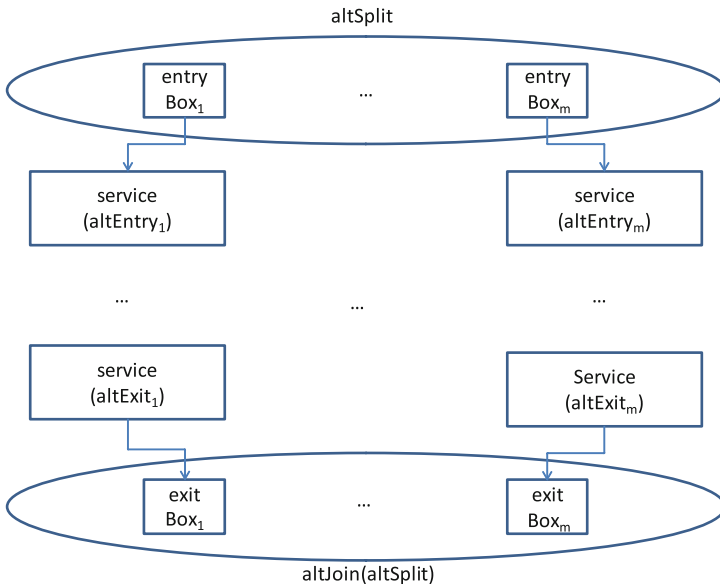 altSplit
entry
Box₁
...
entry
Boxₘ
service
(altEntry₁)
service
(altEntryₘ)
...
...
...
service
(altExit₁)
Service
(altExitₘ)
exit
Box₁
...
exit
Boxₘ
altJoin(altSplit)